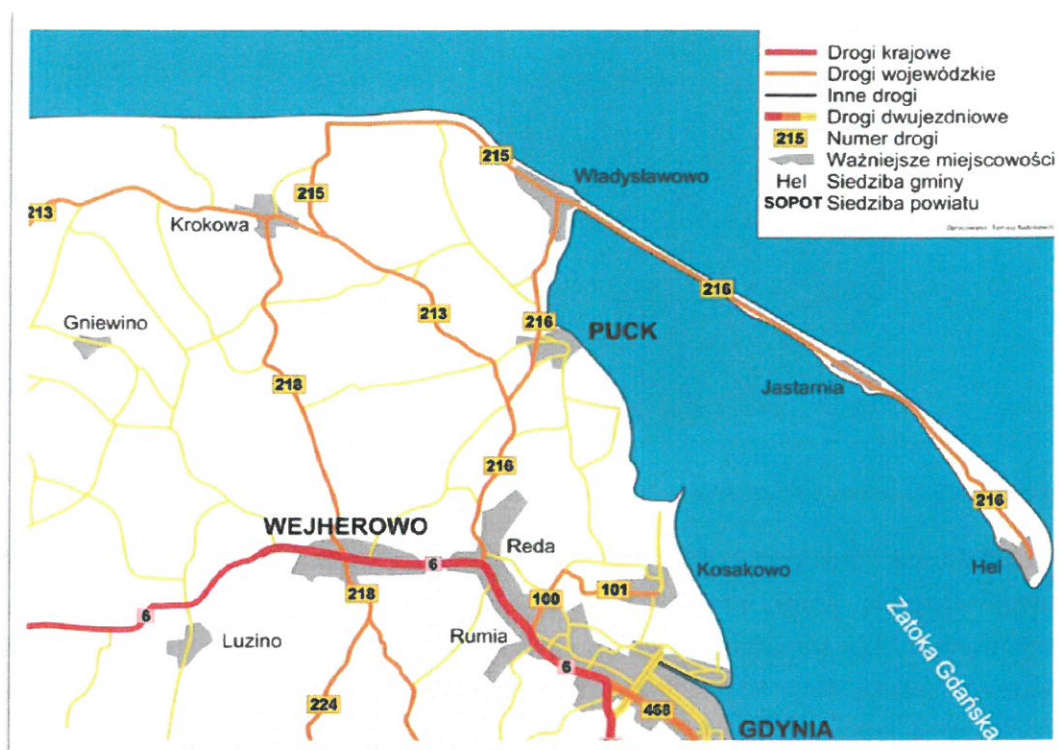 Drogi krajowe
Drogi wojewódzkie
Inne drogi
Drogi dwujezdniowe
215 Numer drogi
Ważniejsze miejscowości
Hel Siedziba gminy
SOPOT Siedziba powiatu
215
Władysławowo
213
Krokowa
215
216
Gniewino
213
216
PUCK
218
Jastarnia
216
216
WEJHEROWO
Reda
6
Hel
Kosakowo
101
100
218
6
Luzino
Rumia
6
Zatoka Gdańska
224
468
GDYNIA